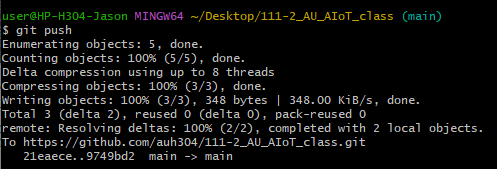 user@HP-H304-Jason MINGW64 ~/Desktop/111-2_AU_AIoT_class (main)
$ git push
Enumerating objects: 5, done.
Counting objects: 100% (5/5), done.
Delta compression using up to 8 threads
Compressing objects: 100% (3/3), done.
Writing objects: 100% (3/3), 348 bytes | 348.00 KiB/s, done.
Total 3 (delta 2), reused 0 (delta 0), pack-reused 0
remote: Resolving deltas: 100% (2/2), completed with 2 local objects.
To https://github.com/auh304/111-2_AU_AIoT_class.git
   21eaece..9749bd2  main -> main